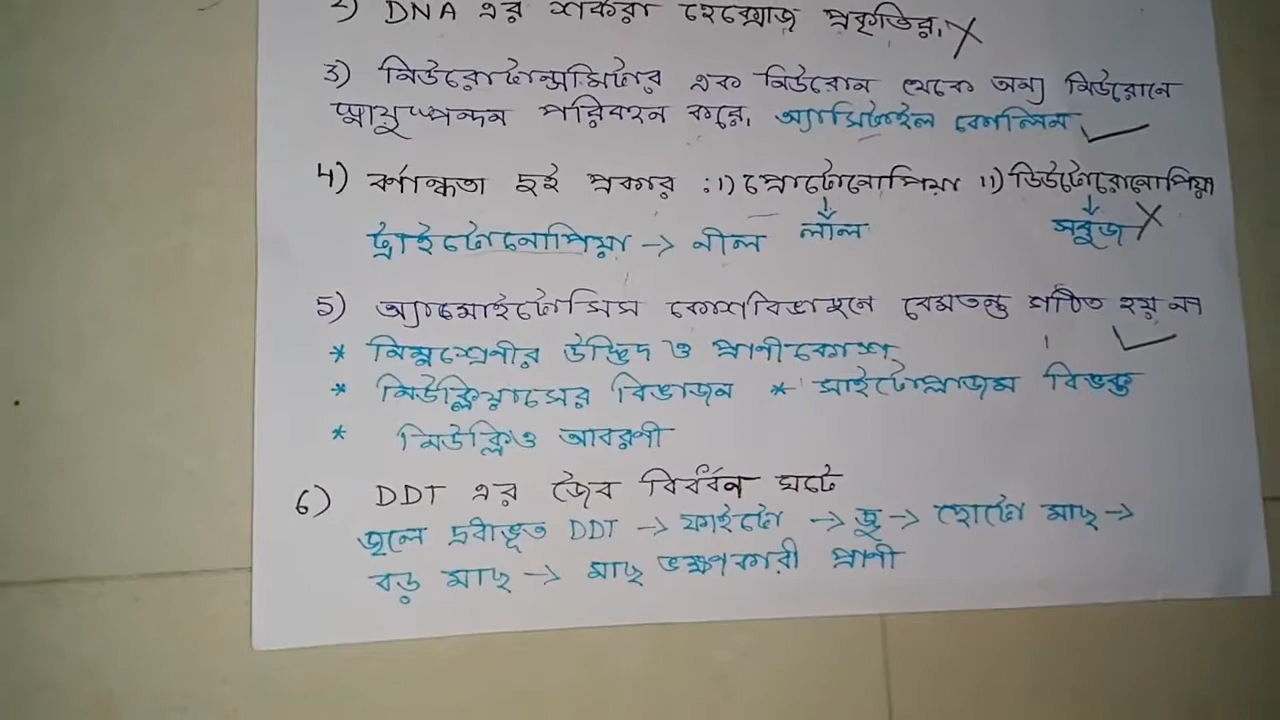 2) DNA এর শর্করা হেক্সোজ প্রকৃতির।
3) নিউরোট্রান্সমিটার এক নিউরোন থেকে অন্য নিউরোনে
স্নায়ুস্পন্দন পরিবহন করে। অ্যাসিটাইল কোলিন
4) বর্ণান্ধতা দুই প্রকার :i) প্রোটোনোপিয়া ii) ডিউটোরোনোপিয়া
ট্রাইটোনোপিয়া → নীল লাল সবুজ
5) অ্যামাইটোসিস কোশবিভাজনে বেমতন্তু গঠিত হয় না
* নিম্নশ্রেণীর উদ্ভিদ ও প্রাণীকোশ
* নিউক্লিয়াসের বিভাজন * সাইটোপ্লাজম বিভক্ত
* নিউক্লিও আবরণী
6) DDT এর জৈব বিবর্ধন ঘটে
জলে দ্রবীভূত DDT → ফাইটো → জু → ছোটো মাছ →
বড় মাছ → মাছ ভক্ষণকারী প্রাণী